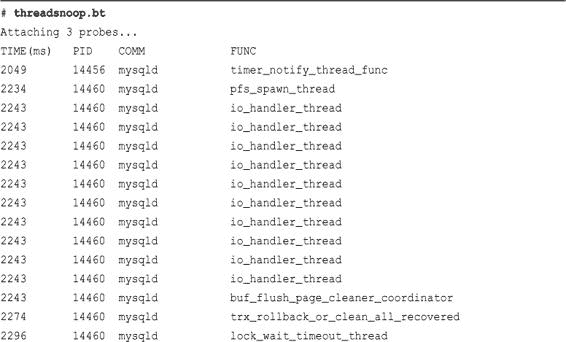 # threadsnoop.bt
Attaching 3 probes...
TIME(ms) PID COMM FUNC
2049 14456 mysqld timer_notify_thread_func
2234 14460 mysqld pfs_spawn_thread
2243 14460 mysqld io_handler_thread
2243 14460 mysqld io_handler_thread
2243 14460 mysqld io_handler_thread
2243 14460 mysqld io_handler_thread
2243 14460 mysqld io_handler_thread
2243 14460 mysqld io_handler_thread
2243 14460 mysqld io_handler_thread
2243 14460 mysqld io_handler_thread
2243 14460 mysqld io_handler_thread
2243 14460 mysqld io_handler_thread
2243 14460 mysqld buf_flush_page_cleaner_coordinator
2274 14460 mysqld trx_rollback_or_clean_all_recovered
2296 14460 mysqld lock_wait_timeout_thread